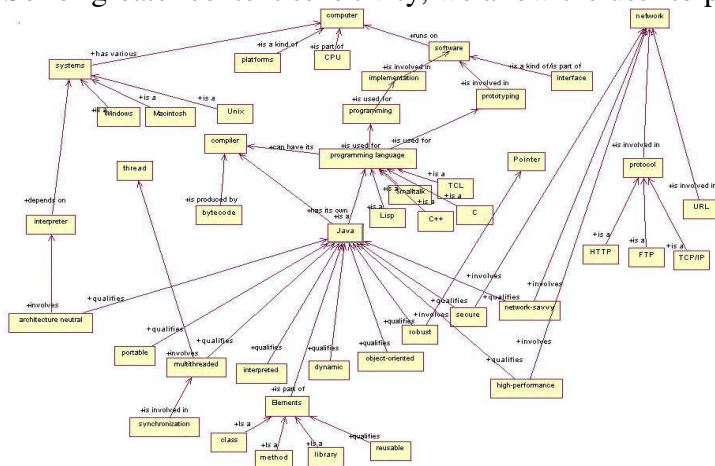 computer
network
+is a kind of
+is part of
+runs on
+has various
platforms
CPU
software
systems
+is involved in
+is a kind of/is part of
implementation
interface
+is a
+is a
+is a
+is involved in
Windows
Macintosh
Unix
+is used for
prototyping
programming
compiler
+can have its
+is used for
+is used for
+is involved in
programming language
Pointer
protocol
thread
+is a
TCL
smalltalk
+is a
+is a
+is a
+is involved in
+is produced by
bytecode
Lisp
C++
C
URL
+depends on
interpreter
+has its own
+is a
Java
+is a
+is a
+is a
HTTP
FTP
TCP/IP
+involves
+qualifies
+qualifies
+involves
network-savvy
architecture neutral
+qualifies
+qualifies
+involves
secure
robust
+involves
portable
+involves
multithreaded
+qualifies
interpreted
+qualifies
dynamic
+qualifies
object-oriented
+qualifies
high-performance
+is part of
Elements
+is involved in
synchronization
+is a
class
+is a
method
+is a
library
+qualifies
reusable